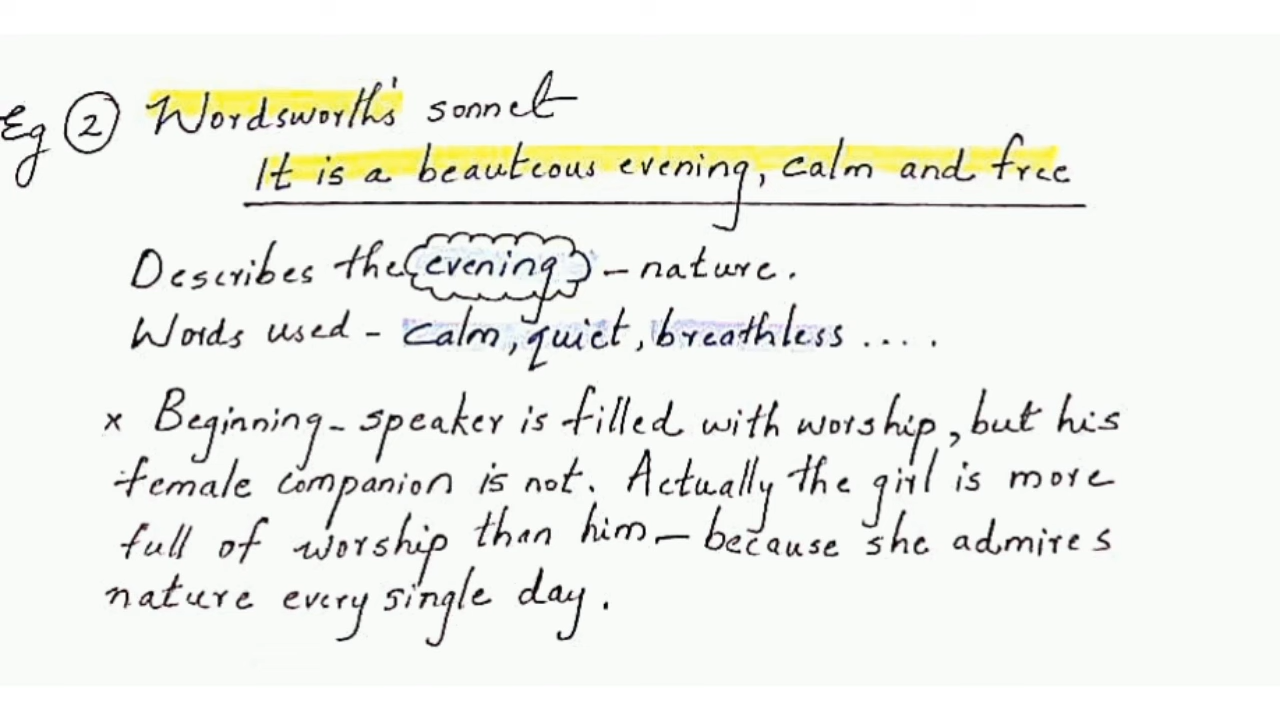 Eg ② Wordsworth's sonnet
It is a beauteous evening, calm and free
Describes the evening – nature.
Words used – calm, quiet, breathless ....
x Beginning – speaker is filled with worship, but his
female companion is not. Actually the girl is more
full of worship than him – because she admires
nature every single day.